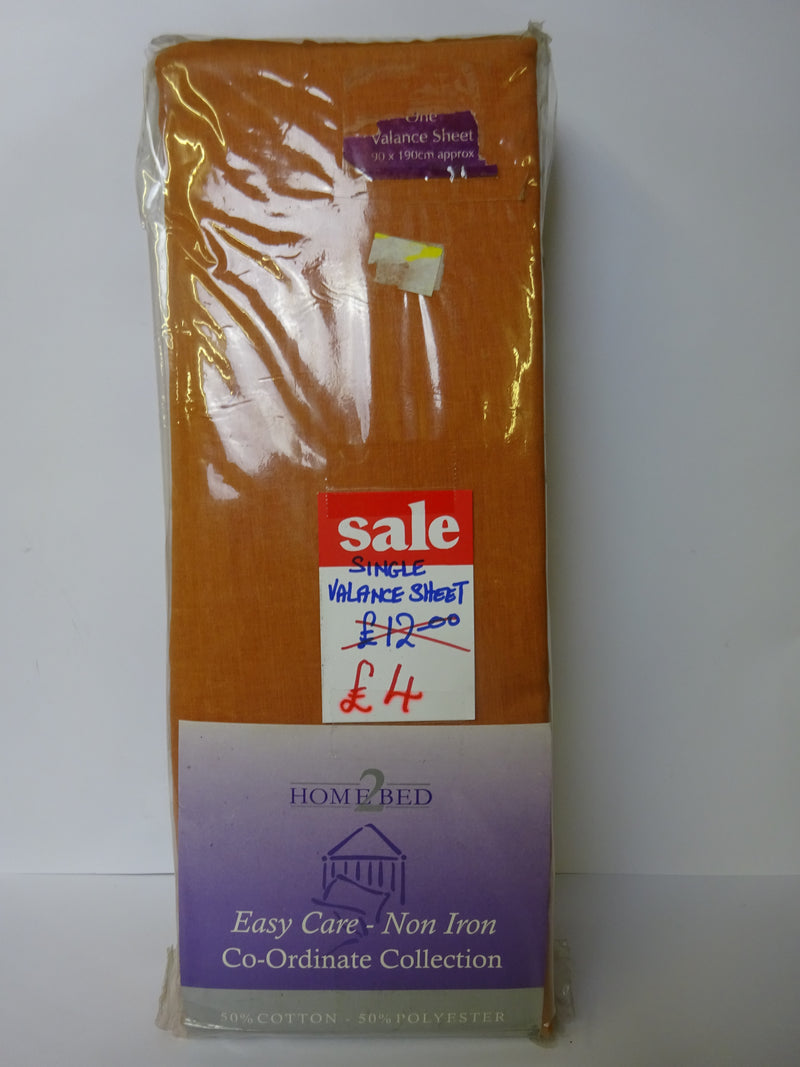 One
Valance Sheet
90 x 190cm approx
sale
SINGLE
VALANCE SHEET
£12-00
£4
HOME 2 BED
Easy Care - Non Iron
Co-Ordinate Collection
50% COTTON - 50% POLYESTER